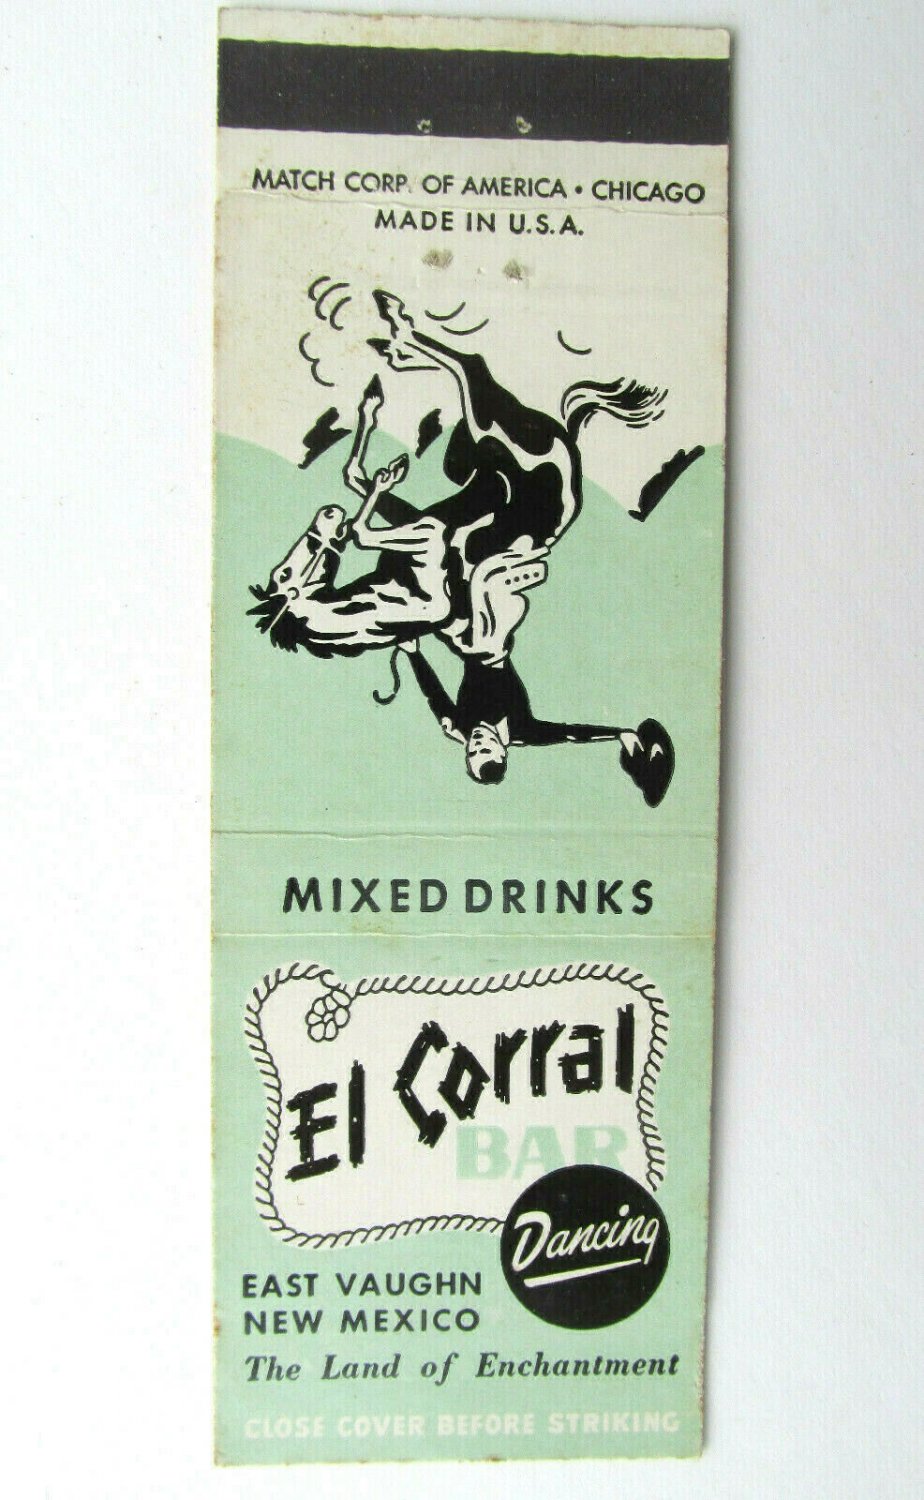 MATCH CORP. OF AMERICA • CHICAGO
MADE IN U.S.A.
MIXED DRINKS
El Corral
BAR
Dancing
EAST VAUGHN
NEW MEXICO
The Land of Enchantment
CLOSE COVER BEFORE STRIKING